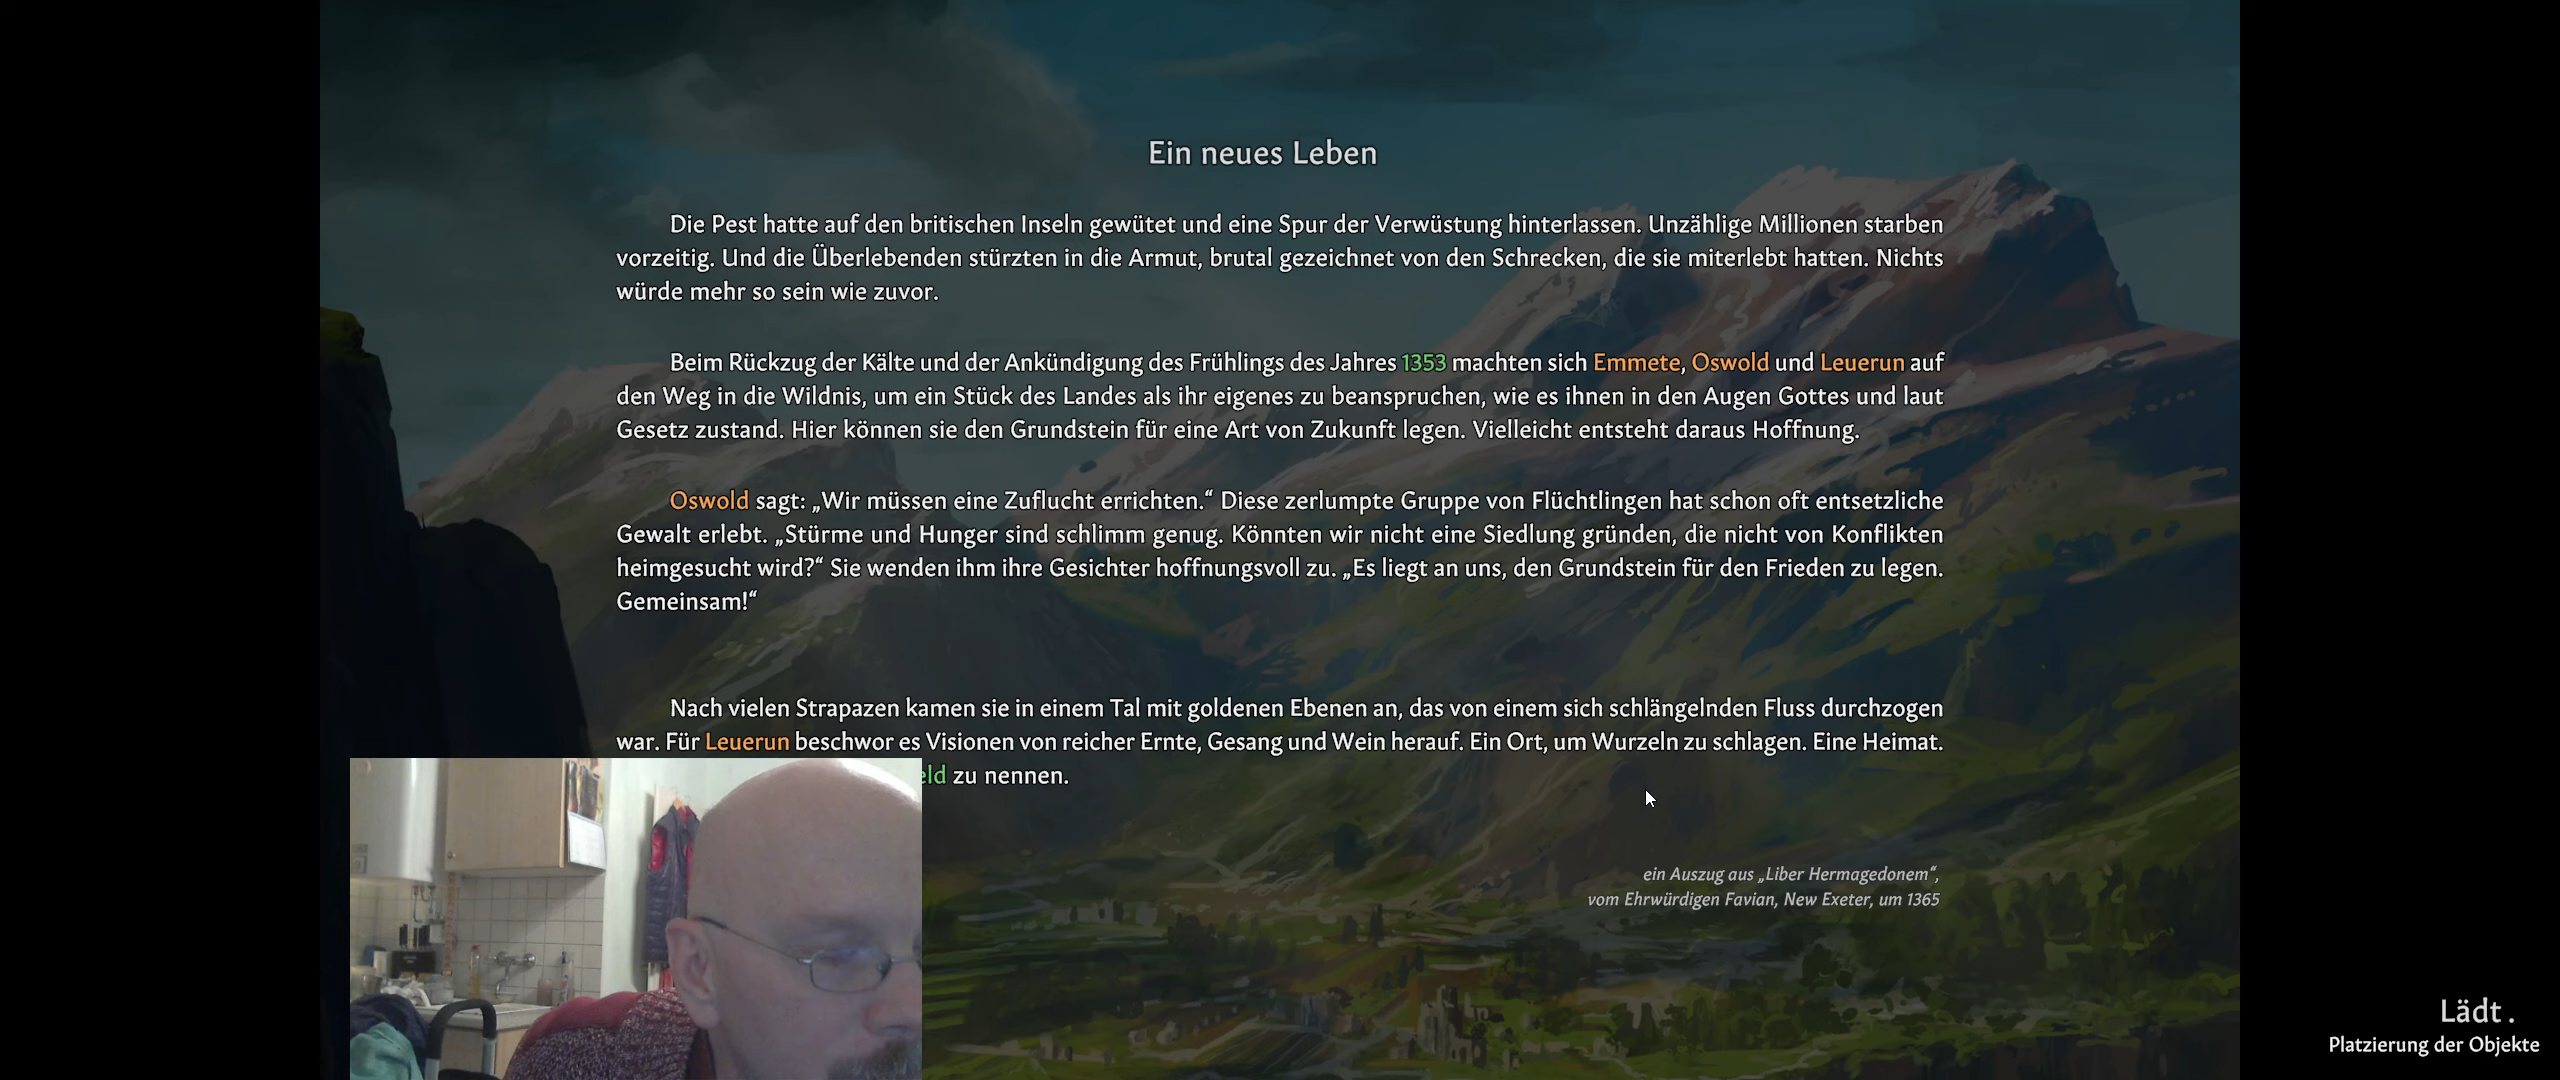 Ein neues Leben
Die Pest hatte auf den britischen Inseln gewütet und eine Spur der Verwüstung hinterlassen. Unzählige Millionen starben
vorzeitig. Und die Überlebenden stürzten in die Armut, brutal gezeichnet von den Schrecken, die sie miterlebt hatten. Nichts
würde mehr so sein wie zuvor.
Beim Rückzug der Kälte und der Ankündigung des Frühlings des Jahres 1353 machten sich Emmete, Oswold und Leuerun auf
den Weg in die Wildnis, um ein Stück des Landes als ihr eigenes zu beanspruchen, wie es ihnen in den Augen Gottes und laut
Gesetz zustand. Hier können sie den Grundstein für eine Art von Zukunft legen. Vielleicht entsteht daraus Hoffnung.
Oswold sagt: „Wir müssen eine Zuflucht errichten.“ Diese zerlumpte Gruppe von Flüchtlingen hat schon oft entsetzliche
Gewalt erlebt. „Stürme und Hunger sind schlimm genug. Könnten wir nicht eine Siedlung gründen, die nicht von Konflikten
heimgesucht wird?“ Sie wenden ihm ihre Gesichter hoffnungsvoll zu. „Es liegt an uns, den Grundstein für den Frieden zu legen.
Gemeinsam!“
Nach vielen Strapazen kamen sie in einem Tal mit goldenen Ebenen an, das von einem sich schlängelnden Fluss durchzogen
war. Für Leuerun beschwor es Visionen von reicher Ernte, Gesang und Wein herauf. Ein Ort, um Wurzeln zu schlagen. Eine Heimat.
zu nennen.
ein Auszug aus „Liber Hermagedonem“,
vom Ehrwürdigen Favian, New Exeter, um 1365
Lädt .
Platzierung der Objekte